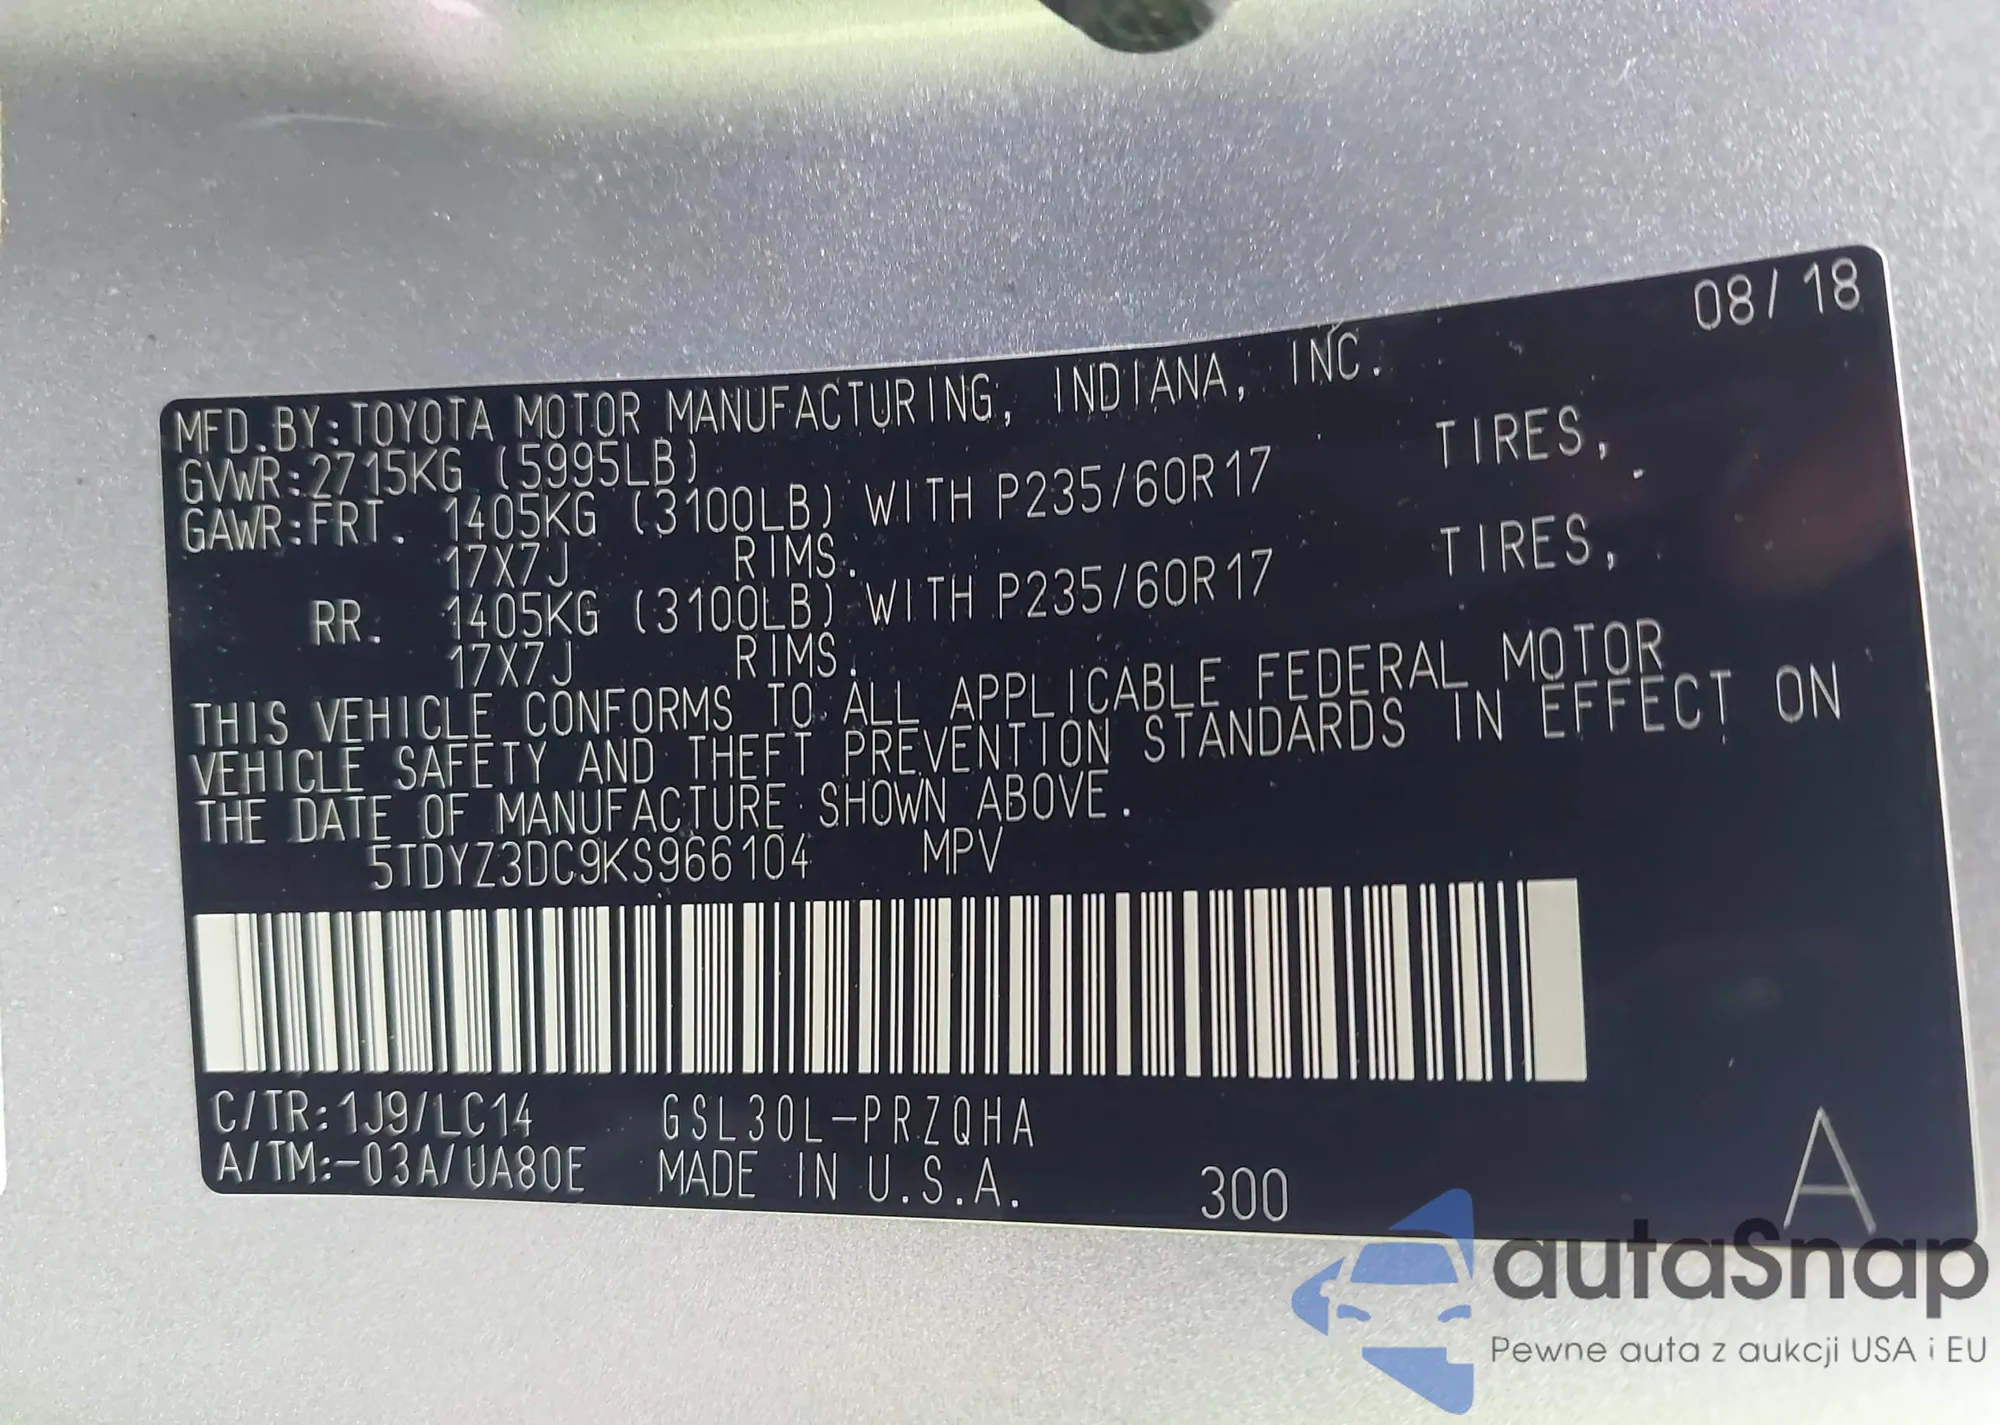 08/18
MFD.BY:TOYOTA MOTOR MANUFACTURING, INDIANA, INC.
GVWR:2715KG (5995LB)
GAWR:FRT. 1405KG (3100LB) WITH P235/60R17 TIRES,
17X7J RIMS.
RR. 1405KG (3100LB) WITH P235/60R17 TIRES,
17X7J RIMS.
THIS VEHICLE CONFORMS TO ALL APPLICABLE FEDERAL MOTOR
VEHICLE SAFETY AND THEFT PREVENTION STANDARDS IN EFFECT ON
THE DATE OF MANUFACTURE SHOWN ABOVE.
5TDYZ3DC9KS966104 MPV
C/TR:1J9/LC14 GSL30L-PRZQHA
A/TM:-03A/UA80E MADE IN U.S.A. 300 A
autaSnap
Pewne auta z aukcji USA i EU